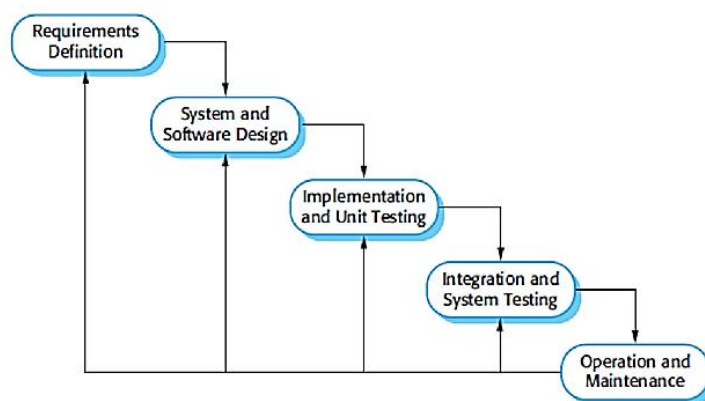 Requirements
Definition
System and
Software Design
Implementation
and Unit Testing
Integration and
System Testing
Operation and
Maintenance